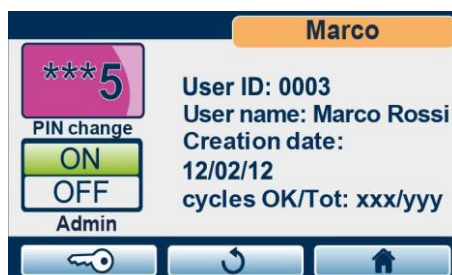 Marco
***5
PIN change
ON
OFF
Admin
User ID: 0003
User name: Marco Rossi
Creation date:
12/02/12
cycles OK/Tot: xxx/yyy